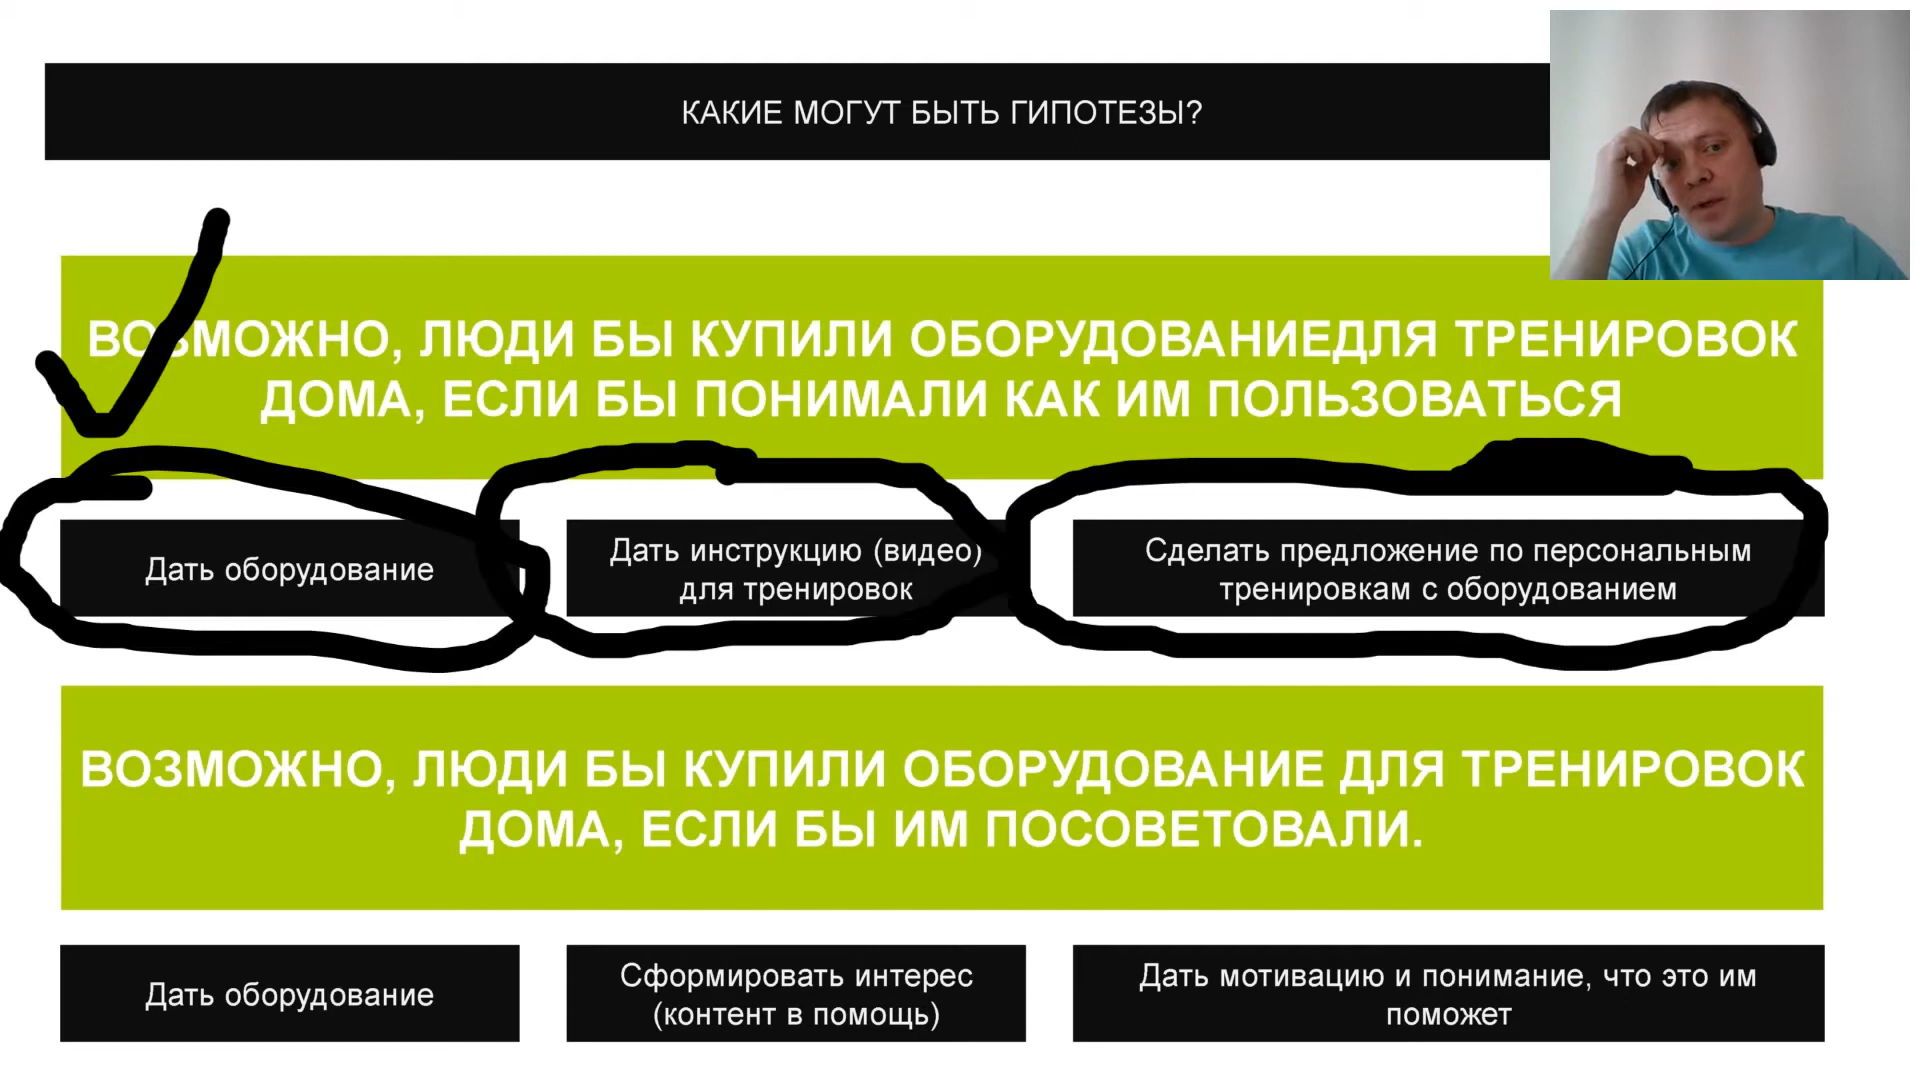 КАКИЕ МОГУТ БЫТЬ ГИПОТЕЗЫ?
ВОЗМОЖНО, ЛЮДИ БЫ КУПИЛИ ОБОРУДОВАНИЕДЛЯ ТРЕНИРОВОК
ДОМА, ЕСЛИ БЫ ПОНИМАЛИ КАК ИМ ПОЛЬЗОВАТЬСЯ
Дать оборудование
Дать инструкцию (видео)
для тренировок
Сделать предложение по персональным
тренировкам с оборудованием
ВОЗМОЖНО, ЛЮДИ БЫ КУПИЛИ ОБОРУДОВАНИЕ ДЛЯ ТРЕНИРОВОК
ДОМА, ЕСЛИ БЫ ИМ ПОСОВЕТОВАЛИ.
Дать оборудование
Сформировать интерес
(контент в помощь)
Дать мотивацию и понимание, что это им
поможет